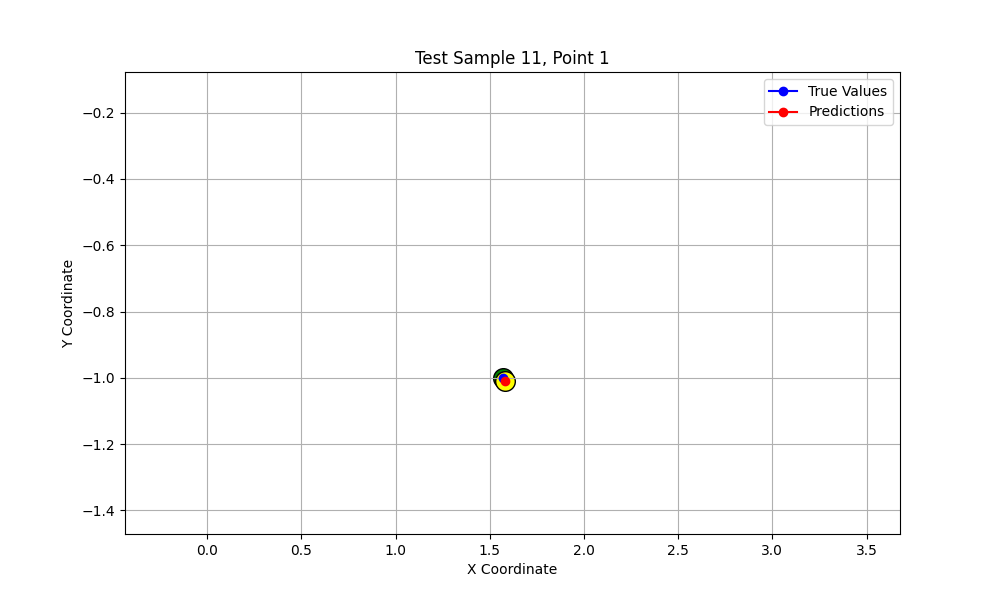 Test Sample 11, Point 1
True Values
Predictions
−0.2
−0.4
−0.6
−0.8
−1.0
−1.2
−1.4
Y Coordinate
0.0 0.5 1.0 1.5 2.0 2.5 3.0 3.5
X Coordinate